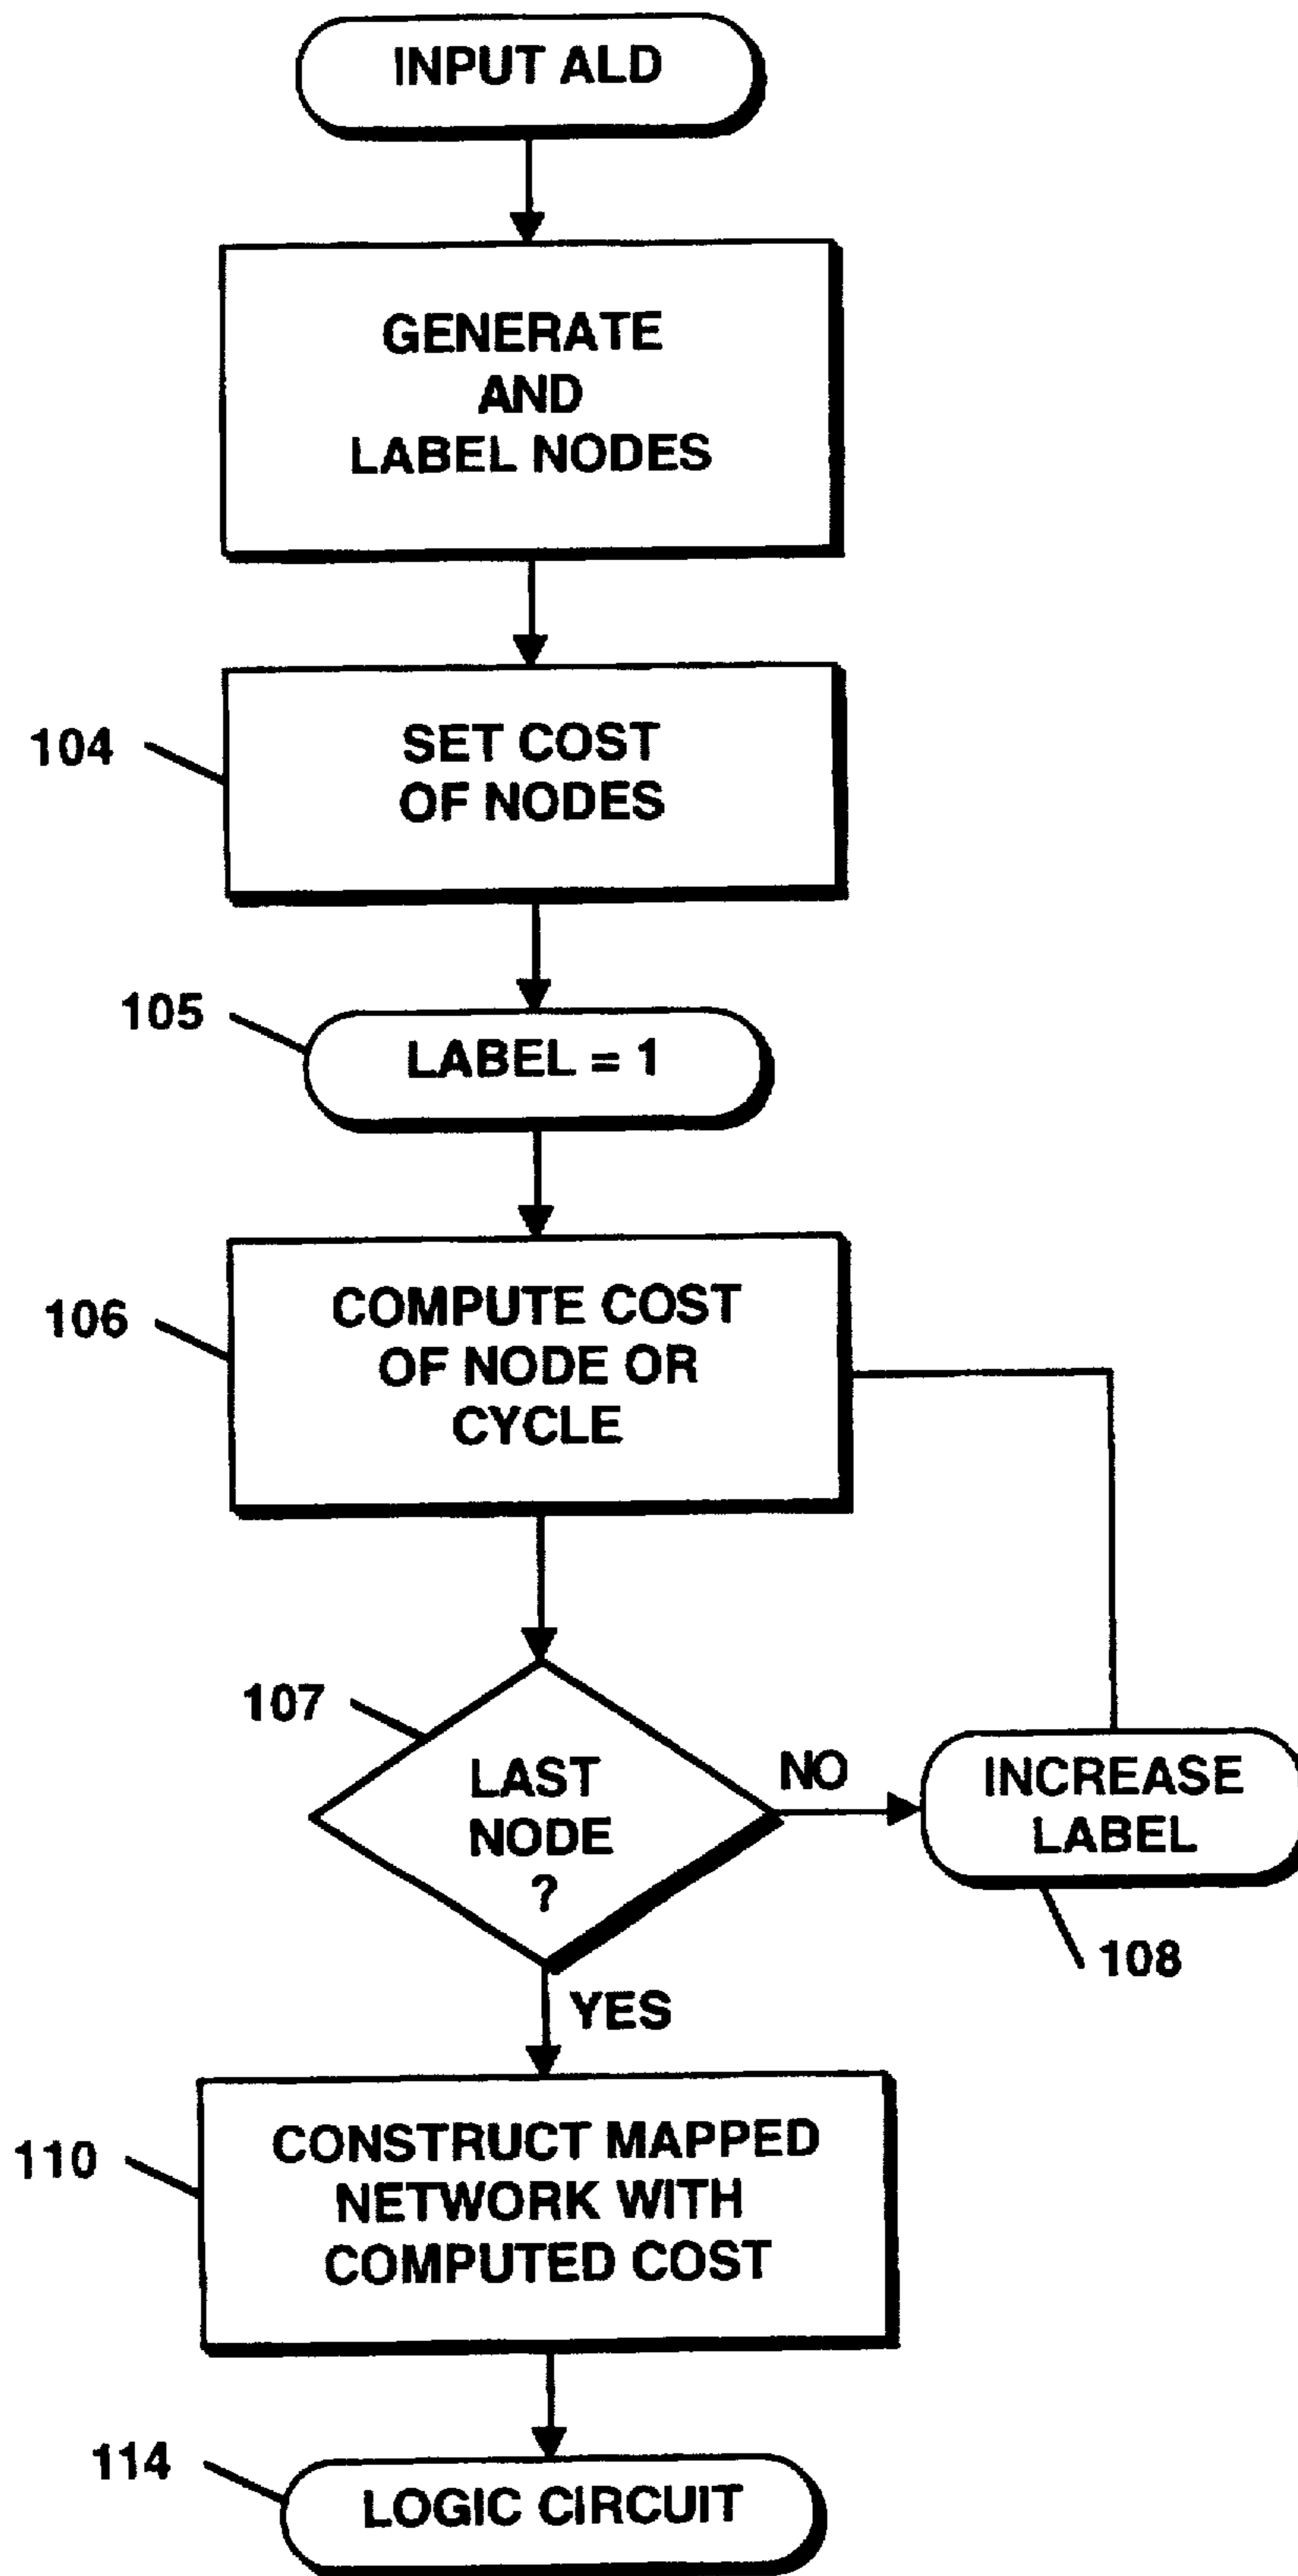 INPUT ALD
GENERATE
AND
LABEL NODES
104
SET COST
OF NODES
105
LABEL = 1
106
COMPUTE COST
OF NODE OR
CYCLE
107
LAST
NODE
?
NO
INCREASE
LABEL
108
YES
110
CONSTRUCT MAPPED
NETWORK WITH
COMPUTED COST
114
LOGIC CIRCUIT